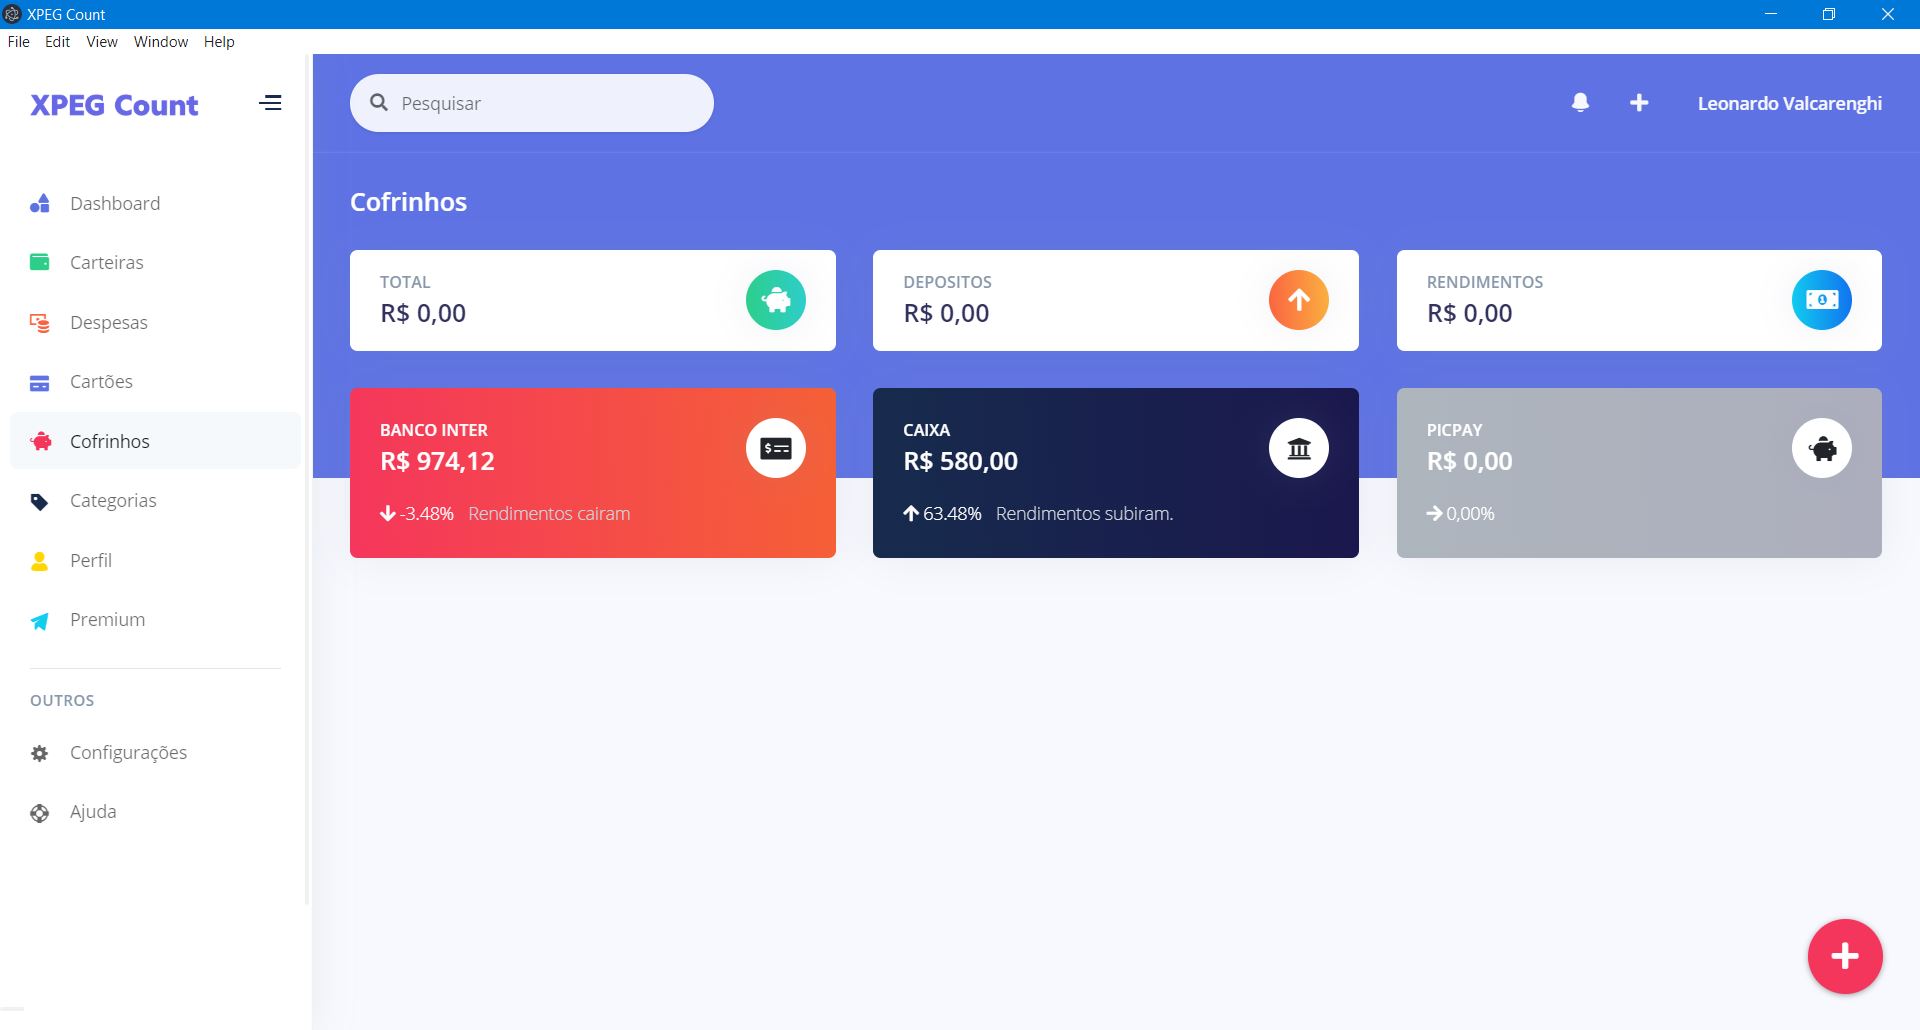 XPEG Count
File Edit View Window Help
XPEG Count
Dashboard
Carteiras
Despesas
Cartões
Cofrinhos
Categorias
Perfil
Premium
OUTROS
Configurações
Ajuda
Pesquisar
Leonardo Valcarenghi
Cofrinhos
TOTAL
R$ 0,00
DEPOSITOS
R$ 0,00
RENDIMENTOS
R$ 0,00
BANCO INTER
R$ 974,12
-3.48% Rendimentos cairam
CAIXA
R$ 580,00
63.48% Rendimentos subiram.
PICPAY
R$ 0,00
0,00%